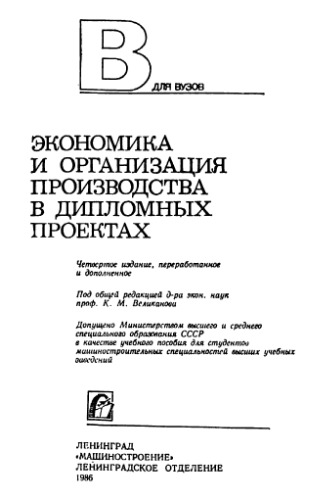 В
ДЛЯ ВУЗОВ
ЭКОНОМИКА
И ОРГАНИЗАЦИЯ
ПРОИЗВОДСТВА
В ДИПЛОМНЫХ
ПРОЕКТАХ
Четвертое издание, переработанное
и дополненное
Под общей редакцией д-ра экон. наук
проф. К. М. Великанова
Допущено Министерством высшего и среднего
специального образования СССР
в качестве учебного пособия для студентов
машиностроительных специальностей высших учебных
заведений
ЛЕНИНГРАД
«МАШИНОСТРОЕНИЕ»
ЛЕНИНГРАДСКОЕ ОТДЕЛЕНИЕ
1986